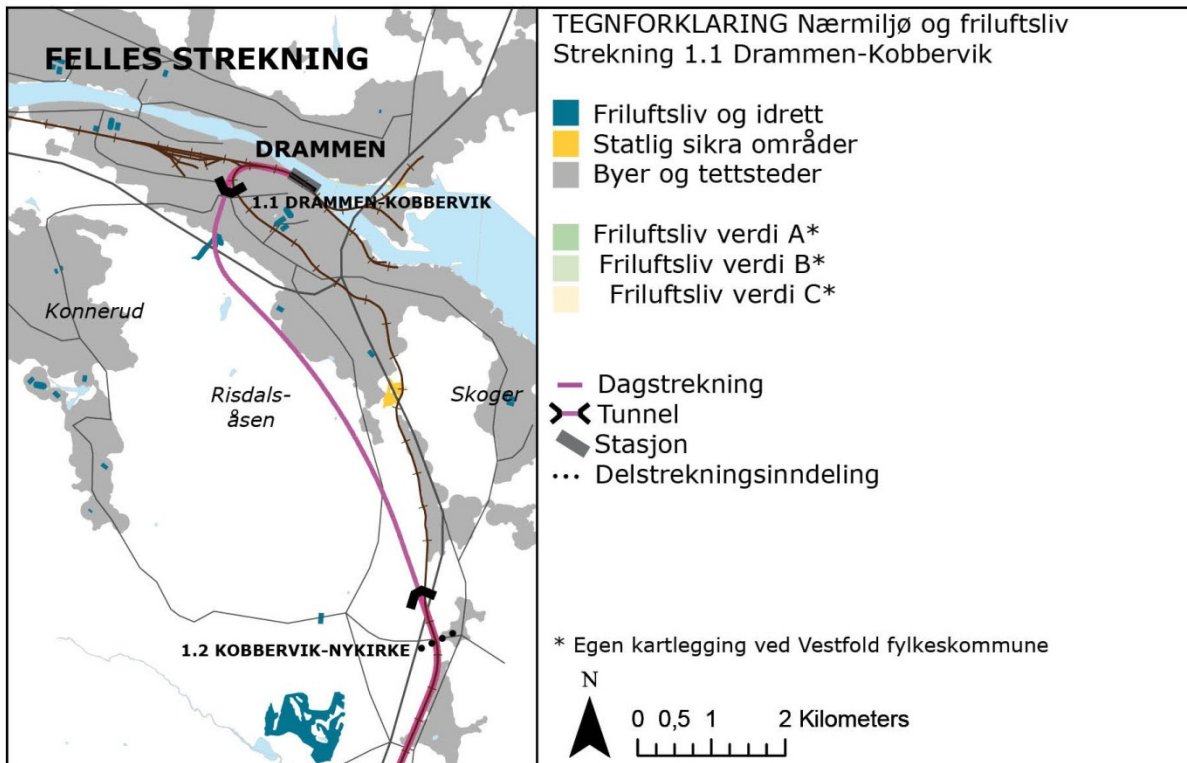 FELLES STREKNING
DRAMMEN
1.1 DRAMMEN-KOBBERVIK
Konnerud
Risdals-
åsen
Skoger
1.2 KOBBERVIK-NYKIRKE
TEGNFORKLARING Nærmiljø og friluftsliv
Strekning 1.1 Drammen-Kobbervik
Friluftsliv og idrett
Statlig sikra områder
Byer og tettsteder
Friluftsliv verdi A*
Friluftsliv verdi B*
Friluftsliv verdi C*
Dagstrekning
Tunnel
Stasjon
Delstrekningsinndeling
* Egen kartlegging ved Vestfold fylkeskommune
N
0 0,5 1 2 Kilometers